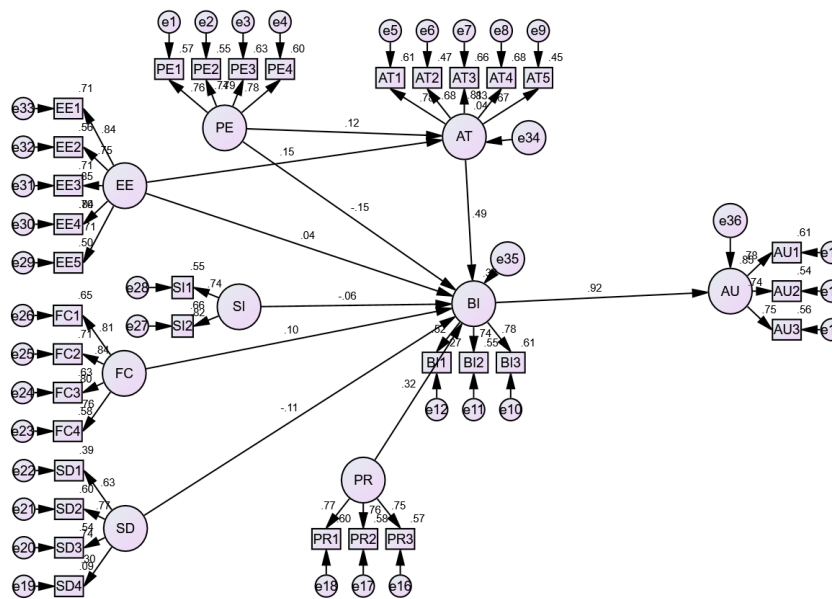 e1 e2 e3 e4
.57 .55 .63 .60
PE1 PE2 PE3 PE4
.76 .79 .78
PE
e5 e6 e7 e8 e9
.61 .47 .66 .68 .45
AT1 AT2 AT3 AT4 AT5
.68 .04 .67
AT
e34
.12
.15
-.15
.49
.04
.71
e33 EE1
.84
e32 EE2
.75
.71
e31 EE3
.85
EE
e30 EE4
.71
.50
e29 EE5
e28 SI1
.55
.74
SI
e27 SI2
.66
.82
-.06
.65
e26 FC1
.81
.71
e25 FC2
.84
FC
.63
e24 FC3
.80
.76
.58
e23 FC4
.10
.39
e22 SD1
.63
.60
e21 SD2
.77
SD
.54
e20 SD3
.74
.30
.09
e19 SD4
-.11
e35
BI
.92
.74 .78
.55 .61
BI1 BI2 BI3
e12 e11 e10
.32
PR
.77 .76 .75
.60 .58 .57
PR1 PR2 PR3
e18 e17 e16
e36
AU
.61
.78
AU1
.54
.74
AU2
.56
.75
AU3